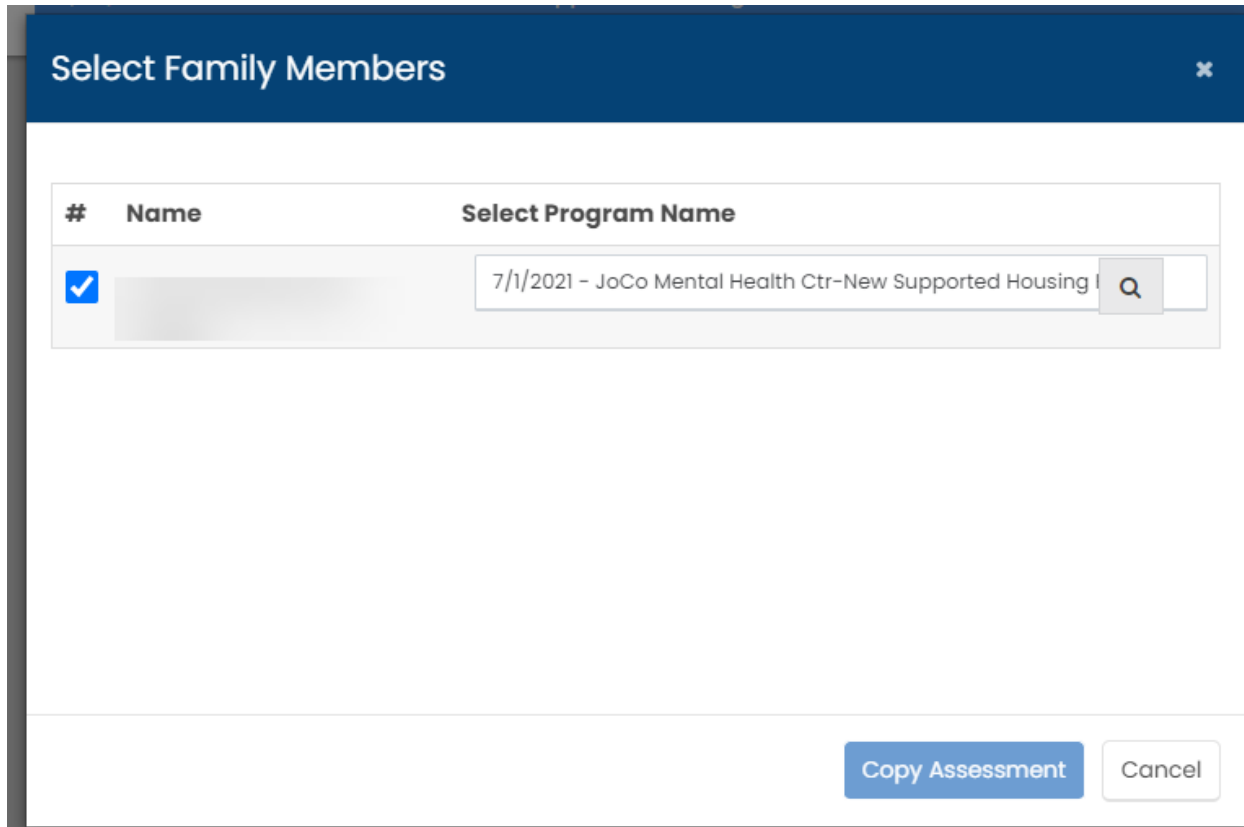 Select Family Members
# Name Select Program Name
7/1/2021 - JoCo Mental Health Ctr-New Supported Housing
Copy Assessment Cancel